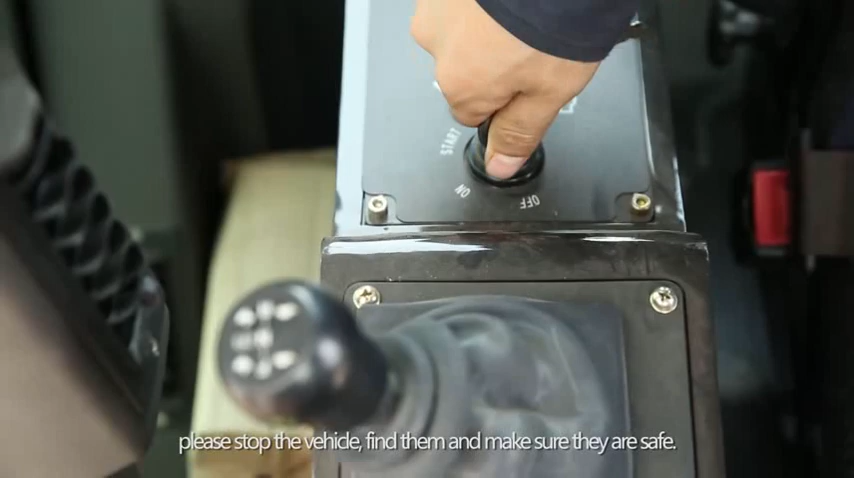 START
ON
OFF
please stop the vehicle, find them and make sure they are safe.